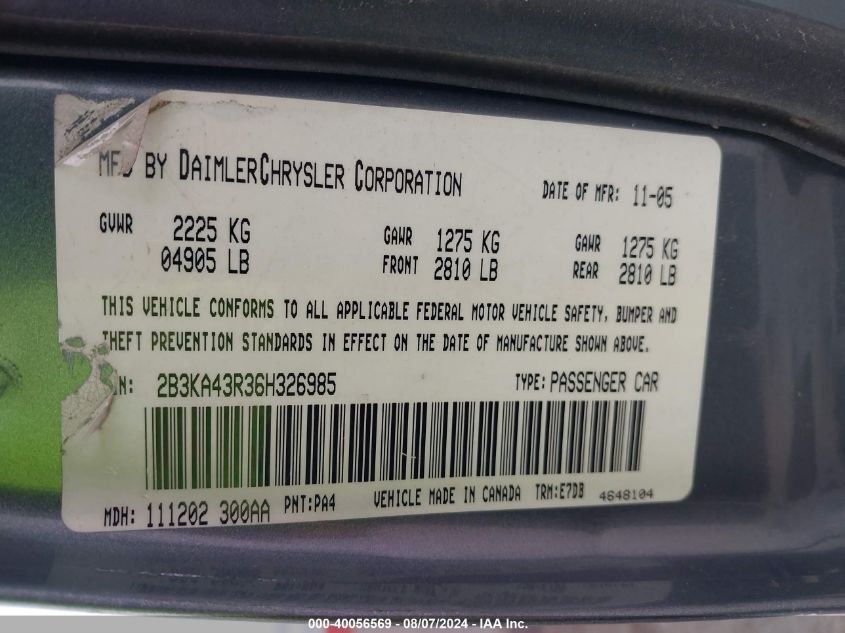 MFD BY DAIMLERCHRYSLER CORPORATION DATE OF MFR: 11-05
GVWR 2225 KG GAWR 1275 KG GAWR 1275 KG
04905 LB FRONT 2810 LB REAR 2810 LB
THIS VEHICLE CONFORMS TO ALL APPLICABLE FEDERAL MOTOR VEHICLE SAFETY, BUMPER AND
THEFT PREVENTION STANDARDS IN EFFECT ON THE DATE OF MANUFACTURE SHOWN ABOVE.
2B3KA43R36H326985 TYPE: PASSENGER CAR
MDH: 111202 300AA PNT:PA4 VEHICLE MADE IN CANADA TRM:E7DB 4648104
000-40056569 - 08/07/2024 - IAA Inc.